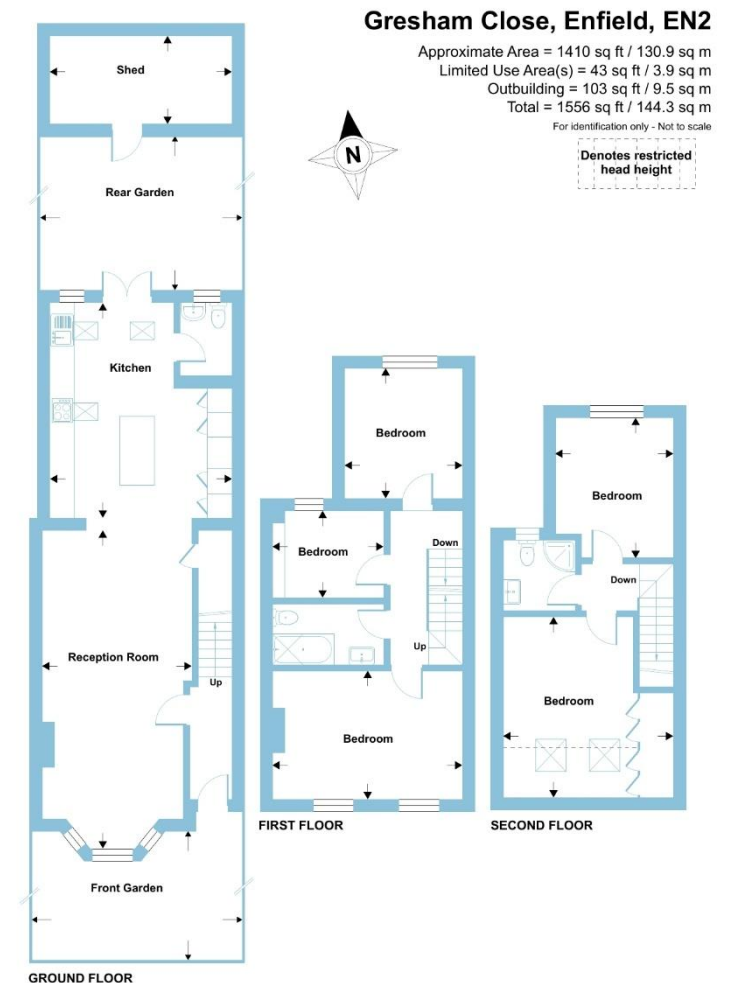 Gresham Close, Enfield, EN2
Approximate Area = 1410 sq ft / 130.9 sq m
Limited Use Area(s) = 43 sq ft / 3.9 sq m
Outbuilding = 103 sq ft / 9.5 sq m
Total = 1556 sq ft / 144.3 sq m
For identification only - Not to scale
Denotes restricted
head height
N
Shed
Rear Garden
Kitchen
Reception Room
Up
Front Garden
GROUND FLOOR
Bedroom
Bedroom
Down
Up
Bedroom
FIRST FLOOR
Bedroom
Down
Bedroom
SECOND FLOOR